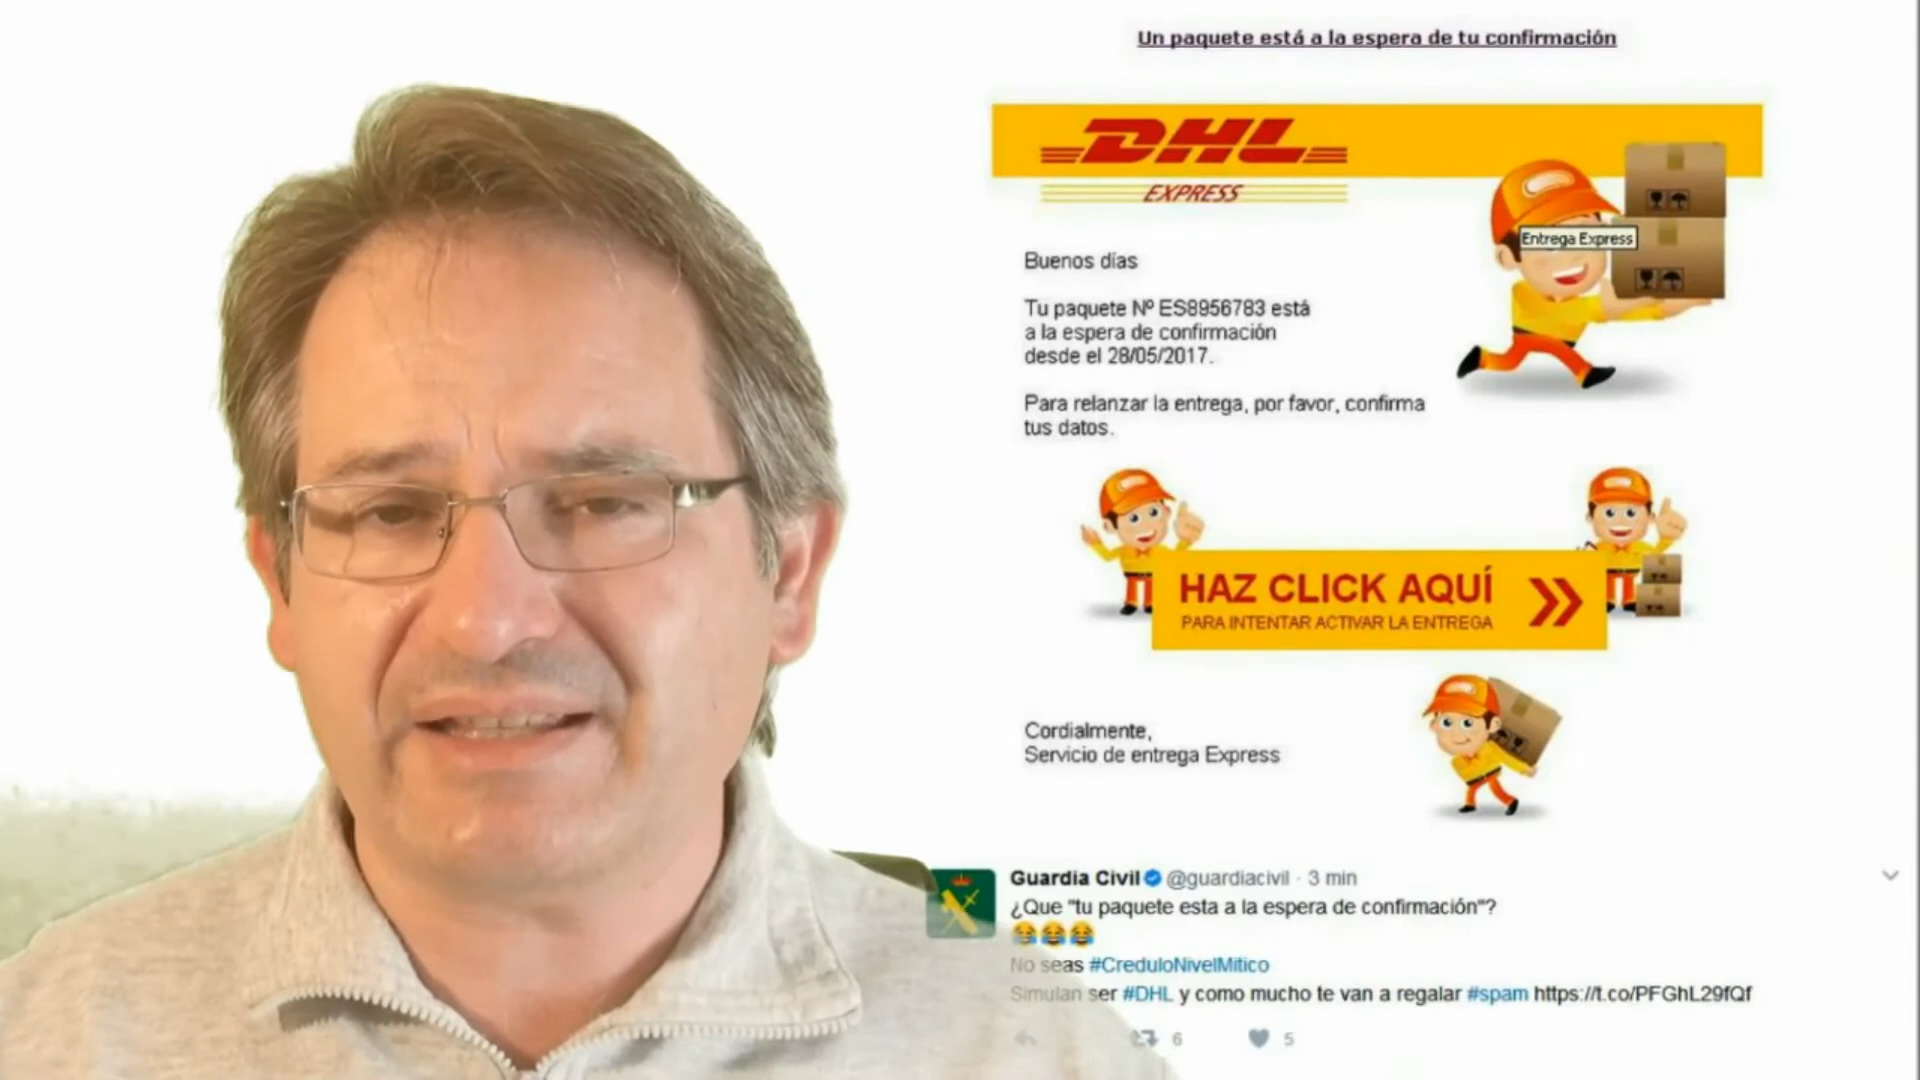 Un paquete está a la espera de tu confirmación
DHL
EXPRESS
Entrega Express
Buenos días
Tu paquete Nº ES8956783 está
a la espera de confirmación
desde el 28/05/2017.
Para relanzar la entrega, por favor, confirma
tus datos.
HAZ CLICK AQUÍ
PARA INTENTAR ACTIVAR LA ENTREGA
Cordialmente,
Servicio de entrega Express
Guardia Civil @guardiacivil · 3 min
¿Que "tu paquete esta a la espera de confirmación"?
😂😂😂
No seas #CreduloNivelMitico
Simulan ser #DHL y como mucho te van a regalar #spam https://t.co/PFGhL29fQf
6 5